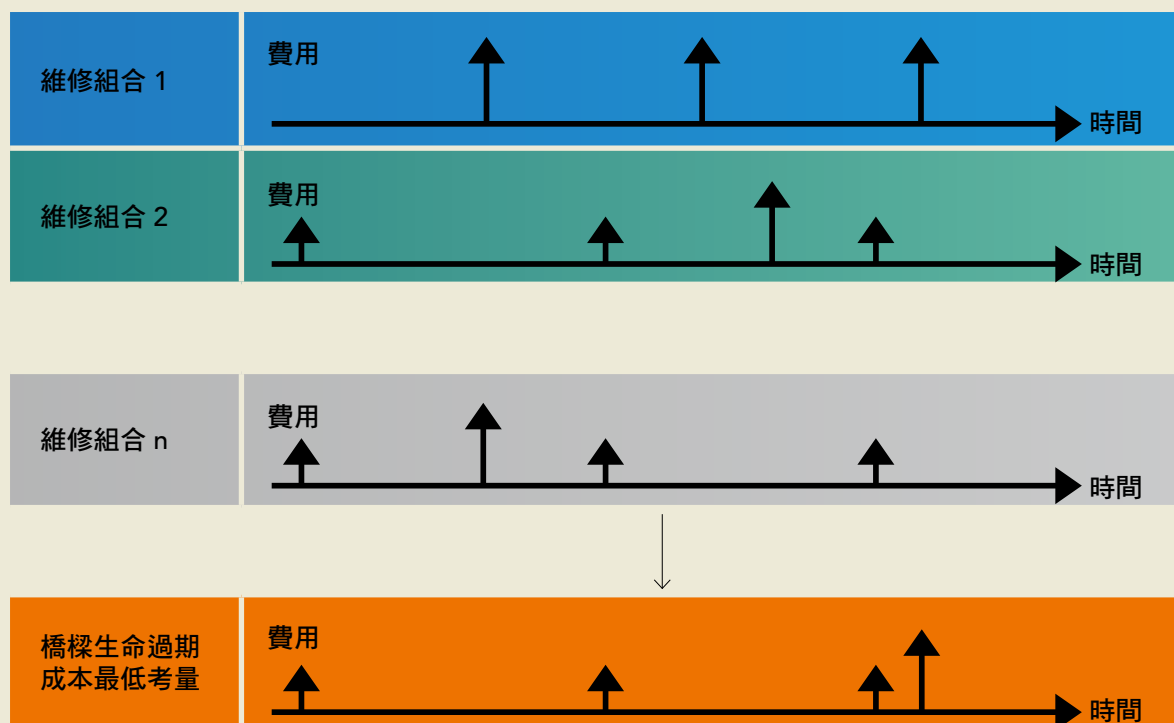 維修組合 1
費用
時間
維修組合 2
費用
時間
維修組合 n
費用
時間
橋樑生命過期
成本最低考量
費用
時間